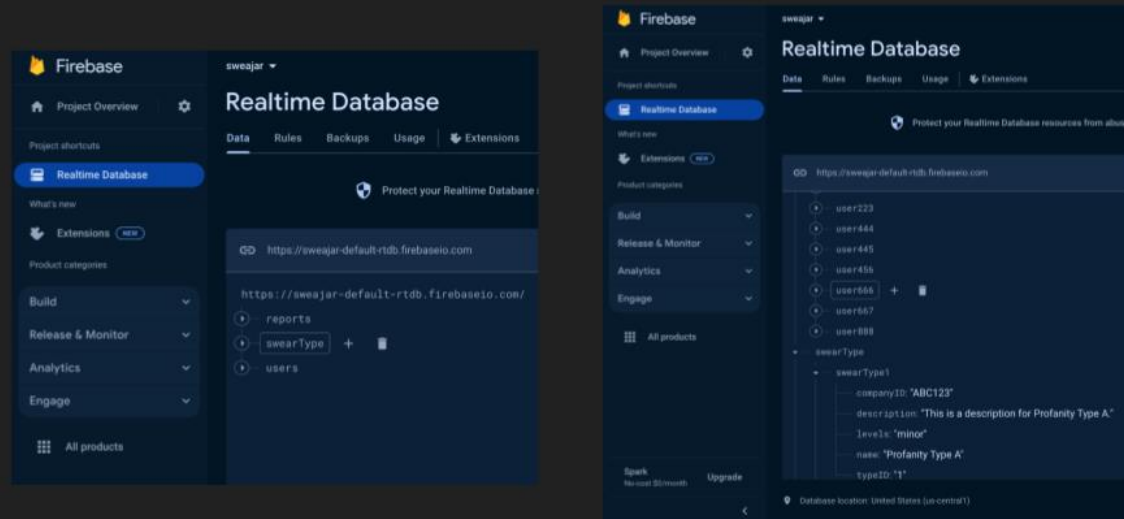 Firebase
Project Overview
Project shortcuts
Realtime Database
What's new
Extensions NEW
Product categories
Build
Release & Monitor
Analytics
Engage
All products
sweajar
Realtime Database
Data Rules Backups Usage Extensions
Protect your Realtime Database
https://sweajar-default-rtdb.firebaseio.com
https://sweajar-default-rtdb.firebaseio.com/
reports
swearType
users
Firebase
Project Overview
Project shortcuts
Realtime Database
What's new
Extensions NEW
Product categories
Build
Release & Monitor
Analytics
Engage
All products
Spark
No-cost $0/month
Upgrade
sweajar
Realtime Database
Data Rules Backups Usage Extensions
Protect your Realtime Database resources from abus
https://sweajar-default-rtdb.firebaseio.com
user223
user444
user445
user456
user666
user667
user888
swearType
swearType1
companyID: "ABC123"
description: "This is a description for Profanity Type A."
levels: "minor"
name: "Profanity Type A"
typeID: "1"
Database location: United States (us-central1)